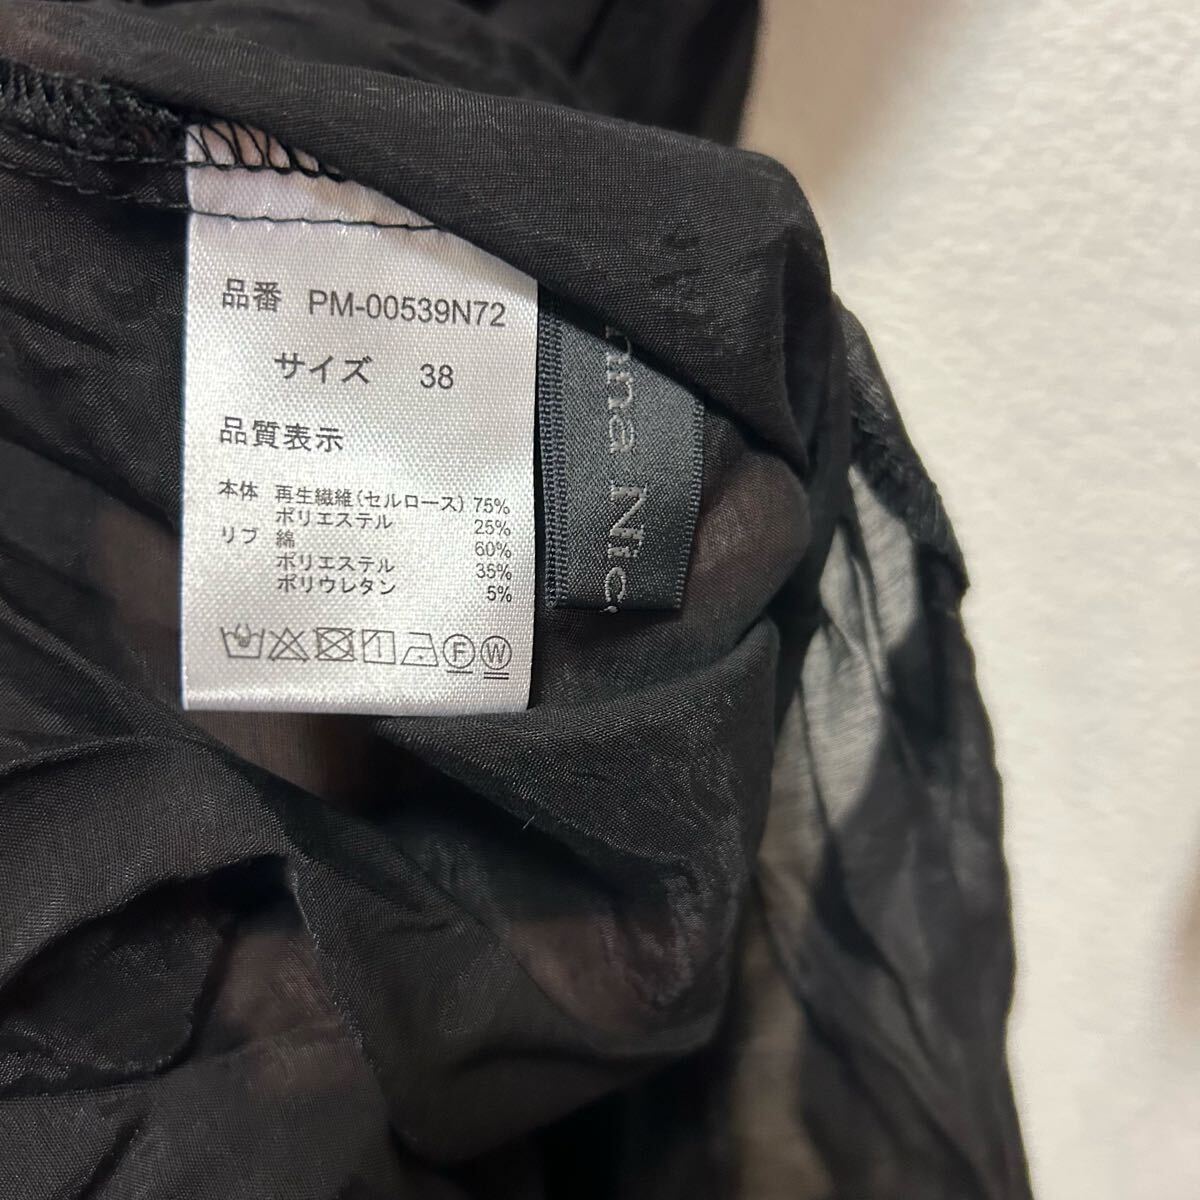 品番 PM-00539N72
サイズ 38
品質表示
本体 再生繊維(セルロース) 75%
ポリエステル 25%
リブ 綿 60%
ポリエステル 35%
ポリウレタン 5%
F W